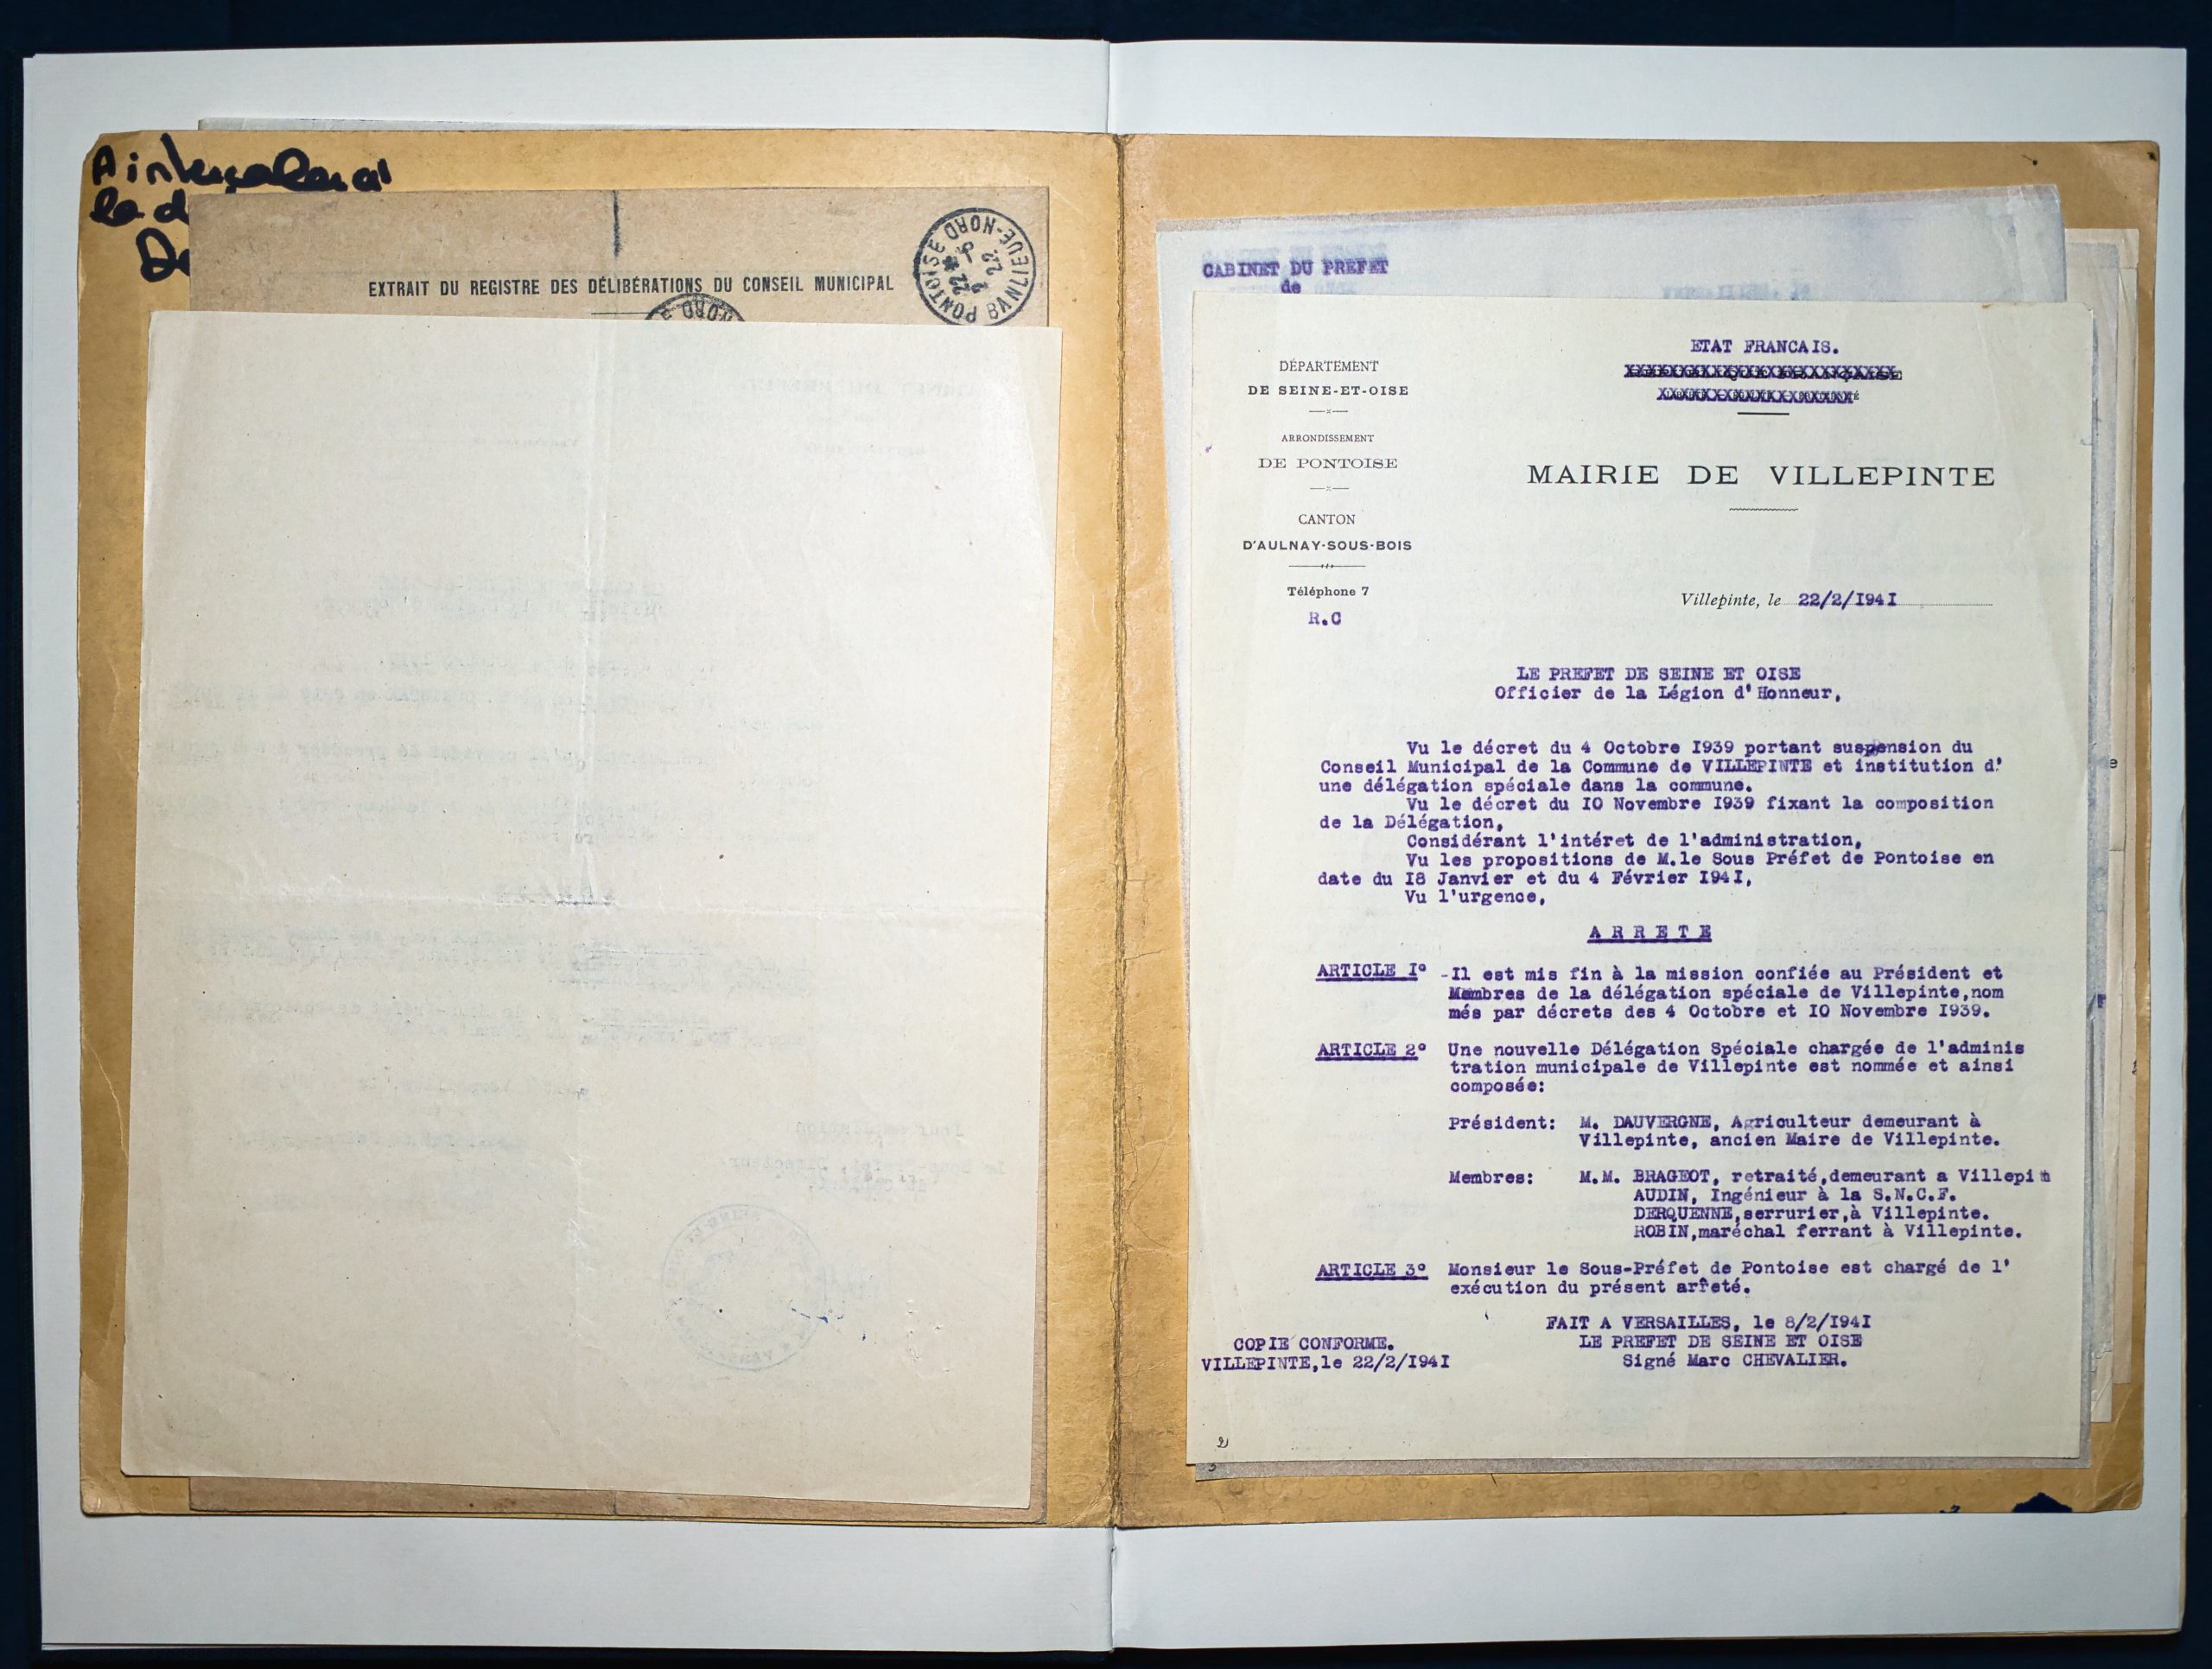 A intercaler a
la d
De
EXTRAIT DU REGISTRE DES DÉLIBÉRATIONS DU CONSEIL MUNICIPAL
PONTOISE BANLIEUE-NORD
NORD
CABINET DU PREFET
de
DÉPARTEMENT
DE SEINE-ET-OISE
ARRONDISSEMENT
DE PONTOISE
CANTON
D'AULNAY-SOUS-BOIS
Téléphone 7
R.C
ETAT FRANCAIS.
MAIRIE DE VILLEPINTE
Villepinte, le 22/2/I94I
LE PREFET DE SEINE ET OISE
Officier de la Légion d'Honneur,
Vu le décret du 4 Octobre I939 portant suspension du
Conseil Municipal de la Commune de VILLEPINTE et institution d'
une délégation spéciale dans la commune.
Vu le décret du IO Novembre I939 fixant la composition
de la Délégation,
Considérant l'intéret de l'administration,
Vu les propositions de M.le Sous Préfet de Pontoise en
date du I8 Janvier et du 4 Février I94I,
Vu l'urgence,
A R R E T E
ARTICLE I° -Il est mis fin à la mission confiée au Président et
Membres de la délégation spéciale de Villepinte,nom
més par décrets des 4 Octobre et IO Novembre I939.
ARTICLE 2° Une nouvelle Délégation Spéciale chargée de l'adminis
tration municipale de Villepinte est nommée et ainsi
composée:
Président: M. DAUVERGNE, Agriculteur demeurant à
Villepinte, ancien Maire de Villepinte.
Membres: M.M. BRAGEOT, retraité,demeurant a Villepin
AUDIN, Ingénieur à la S.N.C.F.
DERQUENNE,serrurier,à Villepinte.
ROBIN,maréchal ferrant à Villepinte.
ARTICLE 3° Monsieur le Sous-Préfet de Pontoise est chargé de l'
exécution du présent arrêté.
FAIT A VERSAILLES, le 8/2/I94I
LE PREFET DE SEINE ET OISE
Signé Marc CHEVALIER.
COPIE CONFORME.
VILLEPINTE,le 22/2/I94I
2
3